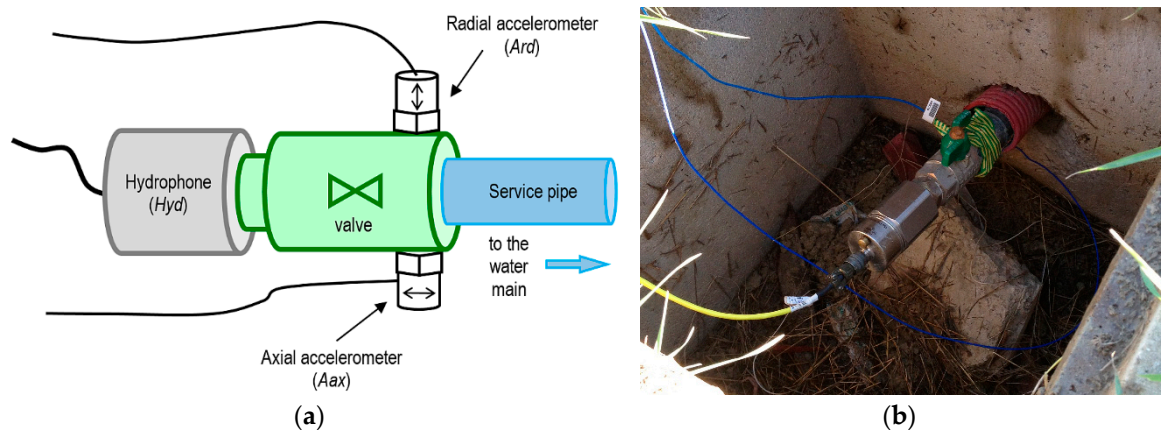 Radial accelerometer
(Ard)
Hydrophone
(Hyd)
valve
Service pipe
to the
water
main
Axial accelerometer
(Aax)
(a)
(b)